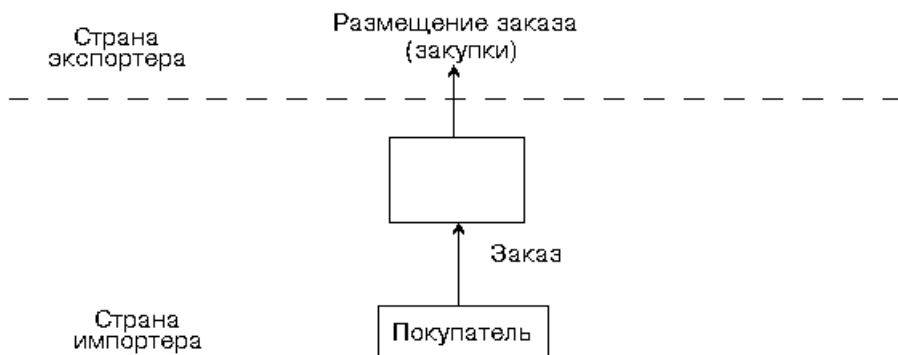 Страна
экспортера
Размещение заказа
(закупки)
Заказ
Страна
импортера
Покупатель